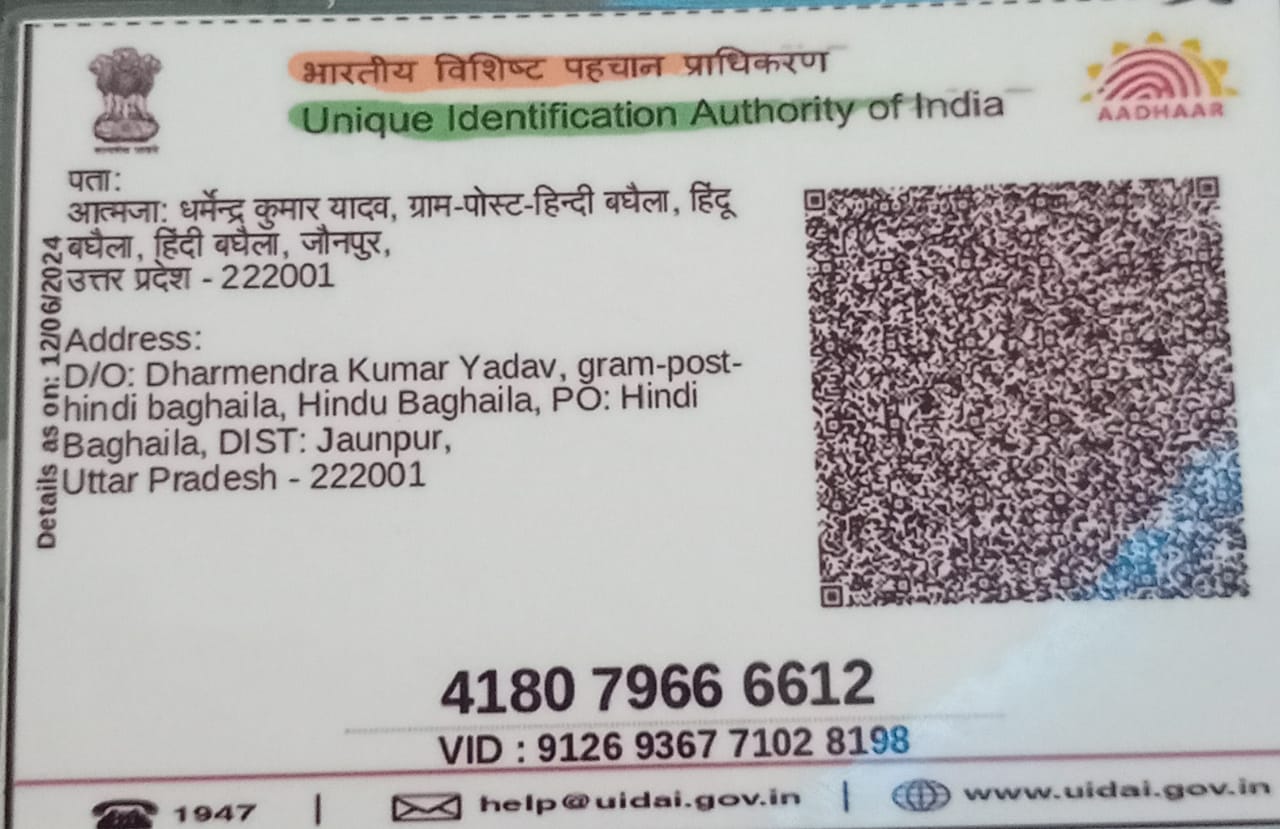 भारतीय विशिष्ट पहचान प्राधिकरण
Unique Identification Authority of India
AADHAAR
पता:
आत्मजा: धर्मेन्द्र कुमार यादव, ग्राम-पोस्ट-हिन्दी बघैला, हिंदू
बघैला, हिंदी बघैला, जौनपुर,
उत्तर प्रदेश - 222001
Details as on: 12/06/2024
Address:
D/O: Dharmendra Kumar Yadav, gram-post-
hindi baghaila, Hindu Baghaila, PO: Hindi
Baghaila, DIST: Jaunpur,
Uttar Pradesh - 222001
4180 7966 6612
VID : 9126 9367 7102 8198
1947 | help@uidai.gov.in | www.uidai.gov.in